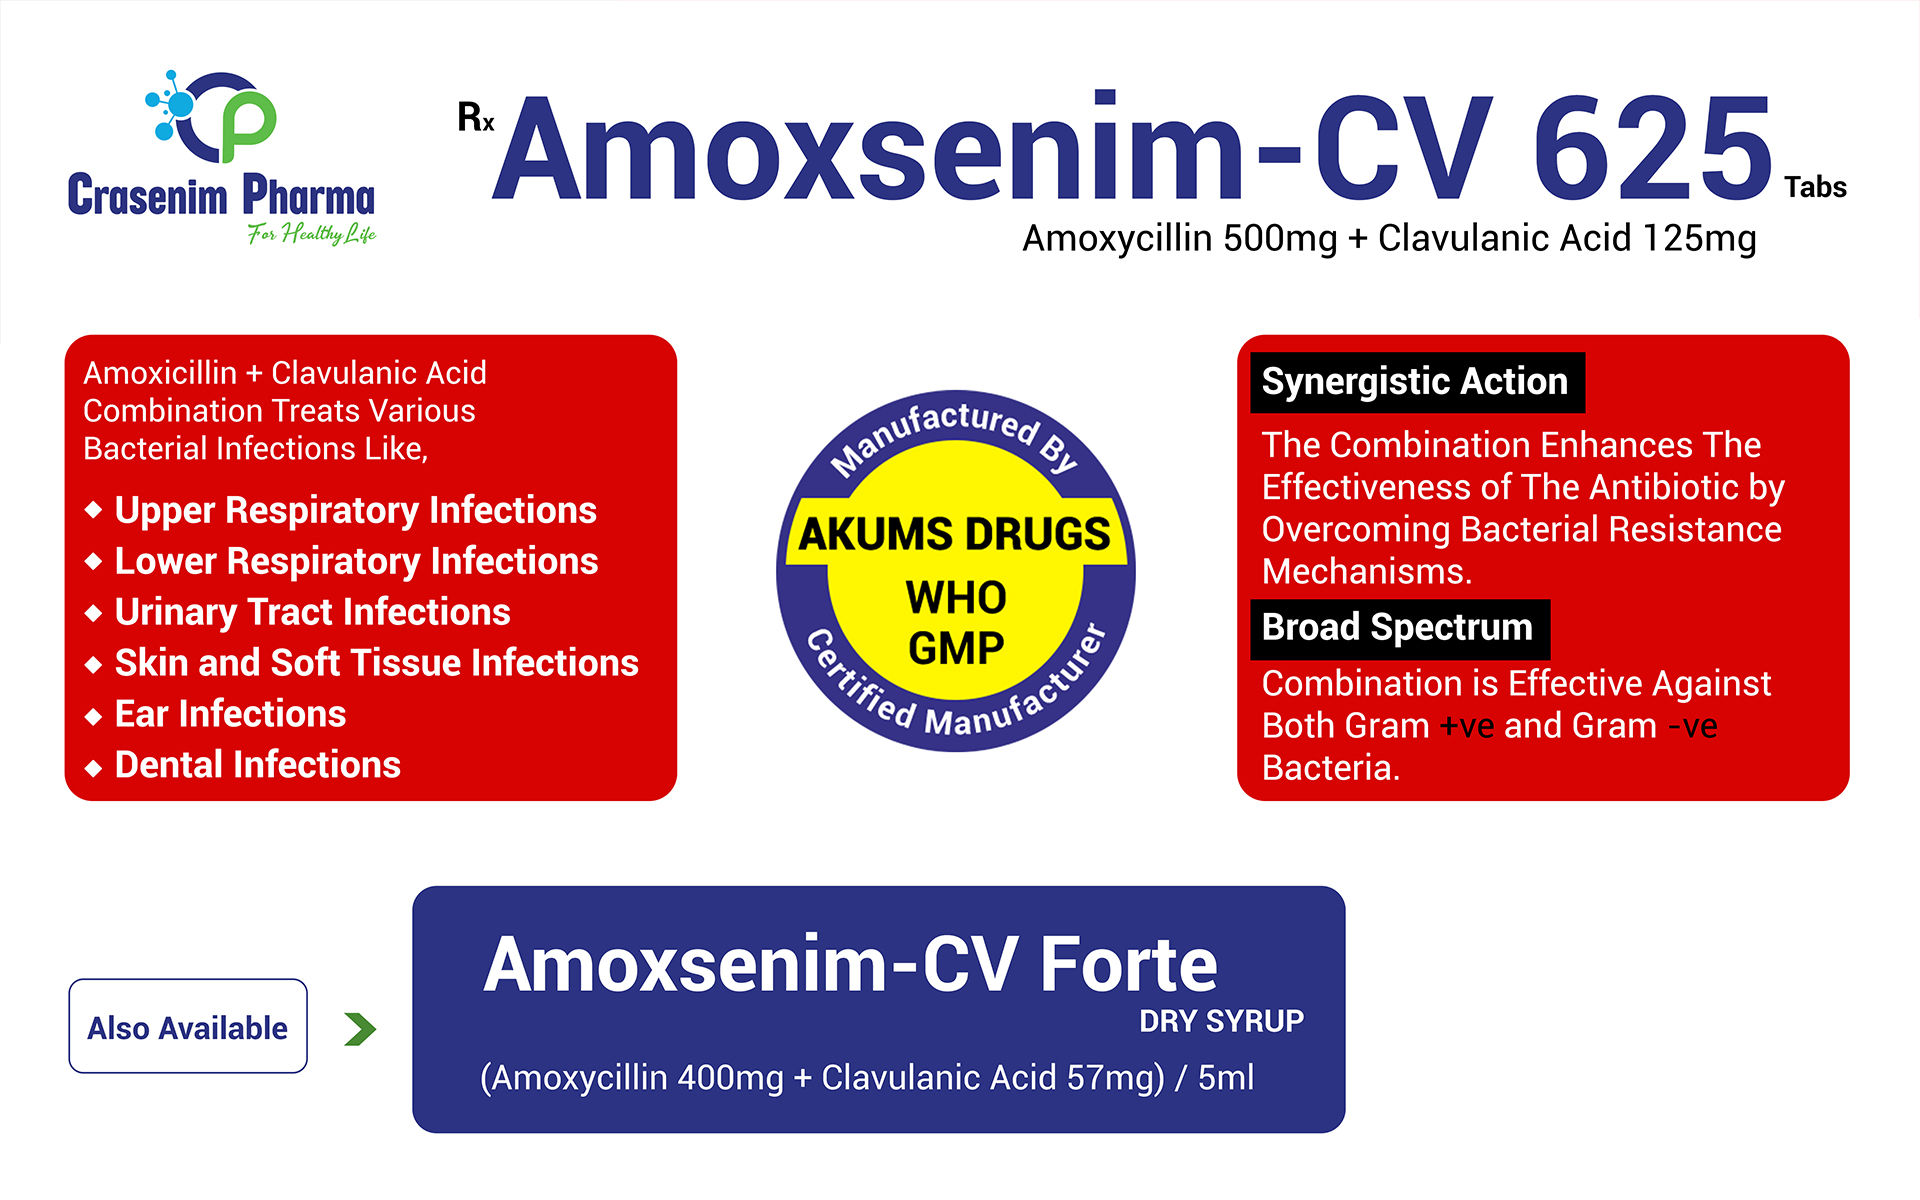 CP
Crasenim Pharma
For Healthy Life
Rx Amoxsenim-CV 625 Tabs
Amoxycillin 500mg + Clavulanic Acid 125mg
Amoxicillin + Clavulanic Acid
Combination Treats Various
Bacterial Infections Like,
◆ Upper Respiratory Infections
◆ Lower Respiratory Infections
◆ Urinary Tract Infections
◆ Skin and Soft Tissue Infections
◆ Ear Infections
◆ Dental Infections
Manufactured By
AKUMS DRUGS
WHO
GMP
Certified Manufacturer
Synergistic Action
The Combination Enhances The
Effectiveness of The Antibiotic by
Overcoming Bacterial Resistance
Mechanisms.
Broad Spectrum
Combination is Effective Against
Both Gram +ve and Gram -ve
Bacteria.
Also Available
Amoxsenim-CV Forte
DRY SYRUP
(Amoxycillin 400mg + Clavulanic Acid 57mg) / 5ml